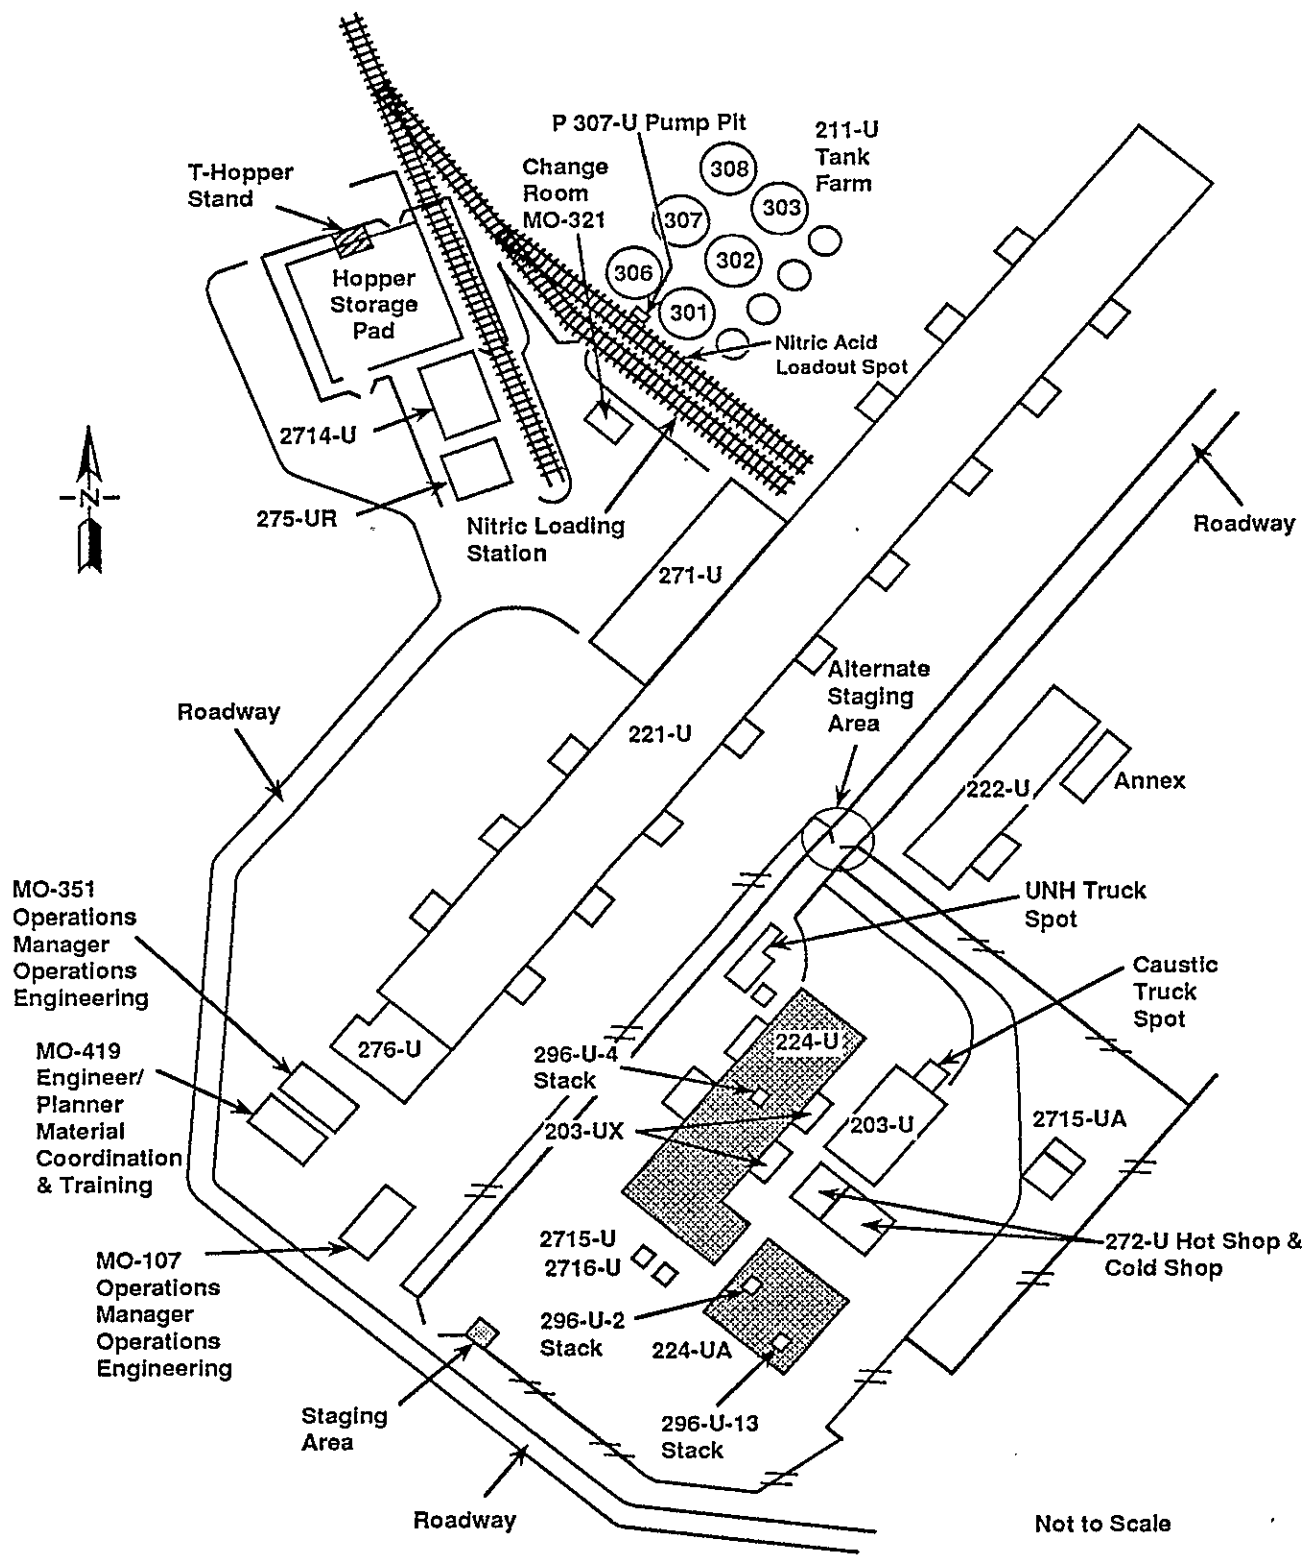 P 307-U Pump Pit
211-U
Tank
Farm
T-Hopper
Stand
Change
Room
MO-321
308
303
307
302
306
301
Hopper
Storage
Pad
Nitric Acid
Loadout Spot
2714-U
N
275-UR
Nitric Loading
Station
Roadway
271-U
Alternate
Staging
Area
Roadway
221-U
222-U
Annex
MO-351
Operations
Manager
Operations
Engineering
UNH Truck
Spot
Caustic
Truck
Spot
MO-419
Engineer/
Planner
Material
Coordination
& Training
276-U
296-U-4
Stack
224-U
203-UX
203-U
2715-UA
MO-107
Operations
Manager
Operations
Engineering
2715-U
2716-U
272-U Hot Shop &
Cold Shop
296-U-2
Stack
224-UA
Staging
Area
296-U-13
Stack
Roadway
Not to Scale